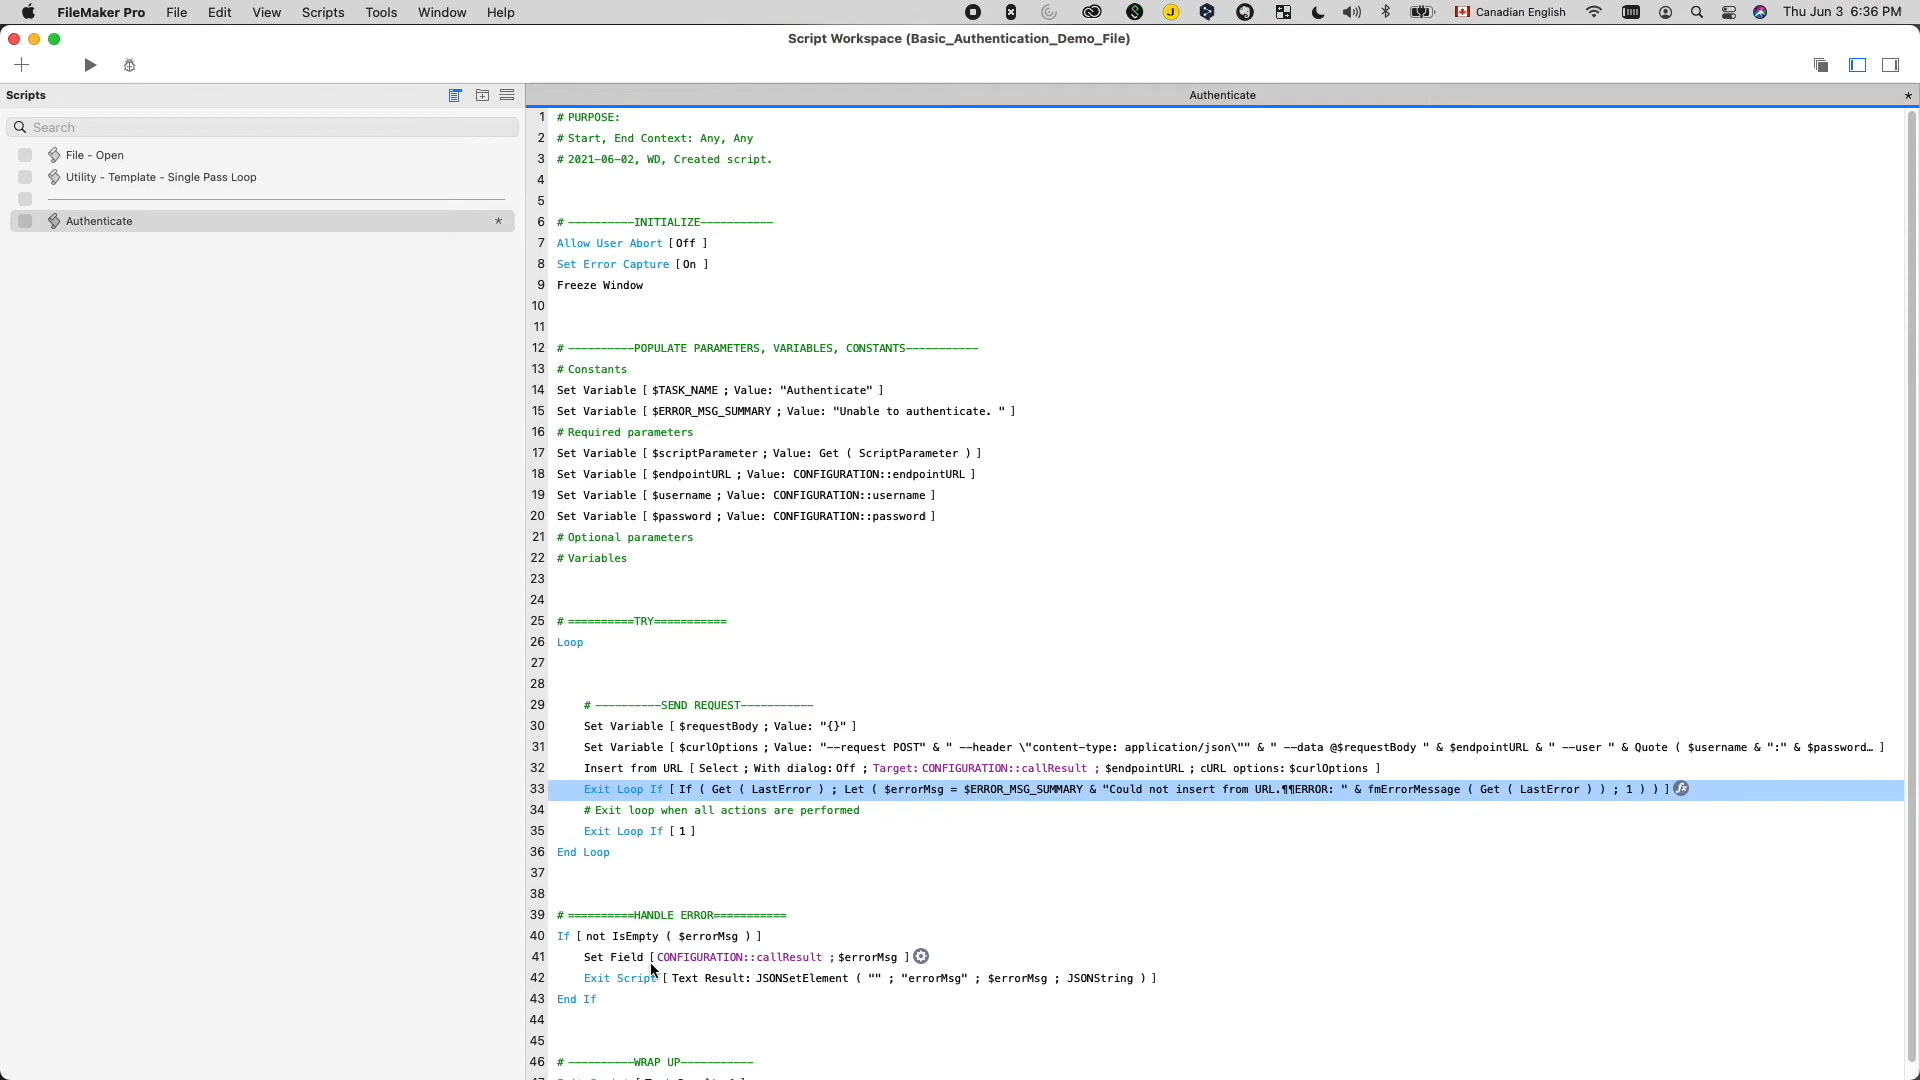 FileMaker Pro File Edit View Scripts Tools Window Help Canadian English Thu Jun 3 6:36 PM
Script Workspace (Basic_Authentication_Demo_File)
Scripts
Authenticate *
Search
File - Open
Utility - Template - Single Pass Loop
Authenticate *
1 # PURPOSE:
2 # Start, End Context: Any, Any
3 # 2021-06-02, WD, Created script.
4
5
6 # ----------INITIALIZE-----------
7 Allow User Abort [ Off ]
8 Set Error Capture [ On ]
9 Freeze Window
10
11
12 # ----------POPULATE PARAMETERS, VARIABLES, CONSTANTS-----------
13 # Constants
14 Set Variable [ $TASK_NAME ; Value: "Authenticate" ]
15 Set Variable [ $ERROR_MSG_SUMMARY ; Value: "Unable to authenticate. " ]
16 # Required parameters
17 Set Variable [ $scriptParameter ; Value: Get ( ScriptParameter ) ]
18 Set Variable [ $endpointURL ; Value: CONFIGURATION::endpointURL ]
19 Set Variable [ $username ; Value: CONFIGURATION::username ]
20 Set Variable [ $password ; Value: CONFIGURATION::password ]
21 # Optional parameters
22 # Variables
23
24
25 # ==========TRY===========
26 Loop
27
28
29 # ----------SEND REQUEST-----------
30 Set Variable [ $requestBody ; Value: "{}" ]
31 Set Variable [ $curlOptions ; Value: "--request POST" & " --header \"content-type: application/json\"" & " --data @$requestBody " & $endpointURL & " --user " & Quote ( $username & ":" & $password… ]
32 Insert from URL [ Select ; With dialog: Off ; Target: CONFIGURATION::callResult ; $endpointURL ; cURL options: $curlOptions ]
33 Exit Loop If [ If ( Get ( LastError ) ; Let ( $errorMsg = $ERROR_MSG_SUMMARY & "Could not insert from URL.¶¶ERROR: " & fmErrorMessage ( Get ( LastError ) ) ; 1 ) ) ]
34 # Exit loop when all actions are performed
35 Exit Loop If [ 1 ]
36 End Loop
37
38
39 # ==========HANDLE ERROR===========
40 If [ not IsEmpty ( $errorMsg ) ]
41 Set Field [ CONFIGURATION::callResult ; $errorMsg ]
42 Exit Script [ Text Result: JSONSetElement ( "" ; "errorMsg" ; $errorMsg ; JSONString ) ]
43 End If
44
45
46 # ----------WRAP UP-----------